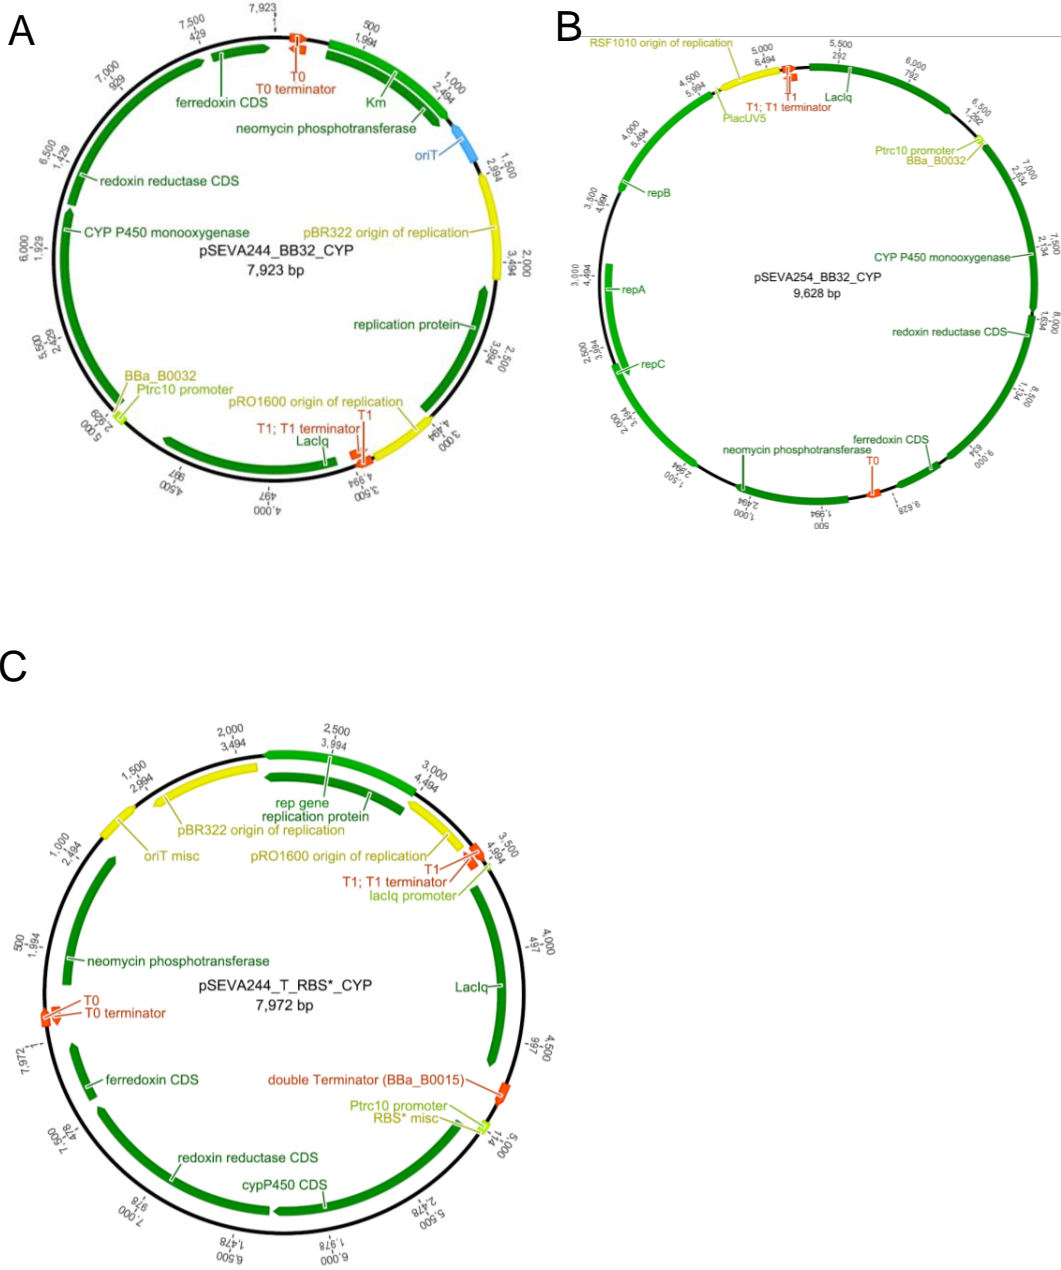 A
7,923
7,500
429
500
1,994
7,000
929
1,000
2,494
T0
T0 terminator
Km
ferredoxin CDS
neomycin phosphotransferase
oriT
6,500
1,429
1,500
2,994
redoxin reductase CDS
CYP P450 monooxygenase
pBR322 origin of replication
6,000
1,929
pSEVA244_BB32_CYP
7,923 bp
2,000
3,494
replication protein
5,500
2,429
2,500
3,994
BBa_B0032
Ptrc10 promoter
pRO1600 origin of replication
T1
T1; T1 terminator
LacIq
5,000
2,929
3,000
4,494
4,500
997
4,000
497
3,500
4,994
B
RSF1010 origin of replication
5,000
6,494
5,500
292
4,500
5,994
6,000
792
T1
T1; T1 terminator
LacIq
PlacUV5
6,500
1,292
4,000
5,494
Ptrc10 promoter
BBa_B0032
7,000
2,634
repB
3,500
4,994
7,500
2,134
CYP P450 monooxygenase
3,000
4,494
pSEVA254_BB32_CYP
9,628 bp
repA
8,000
1,634
redoxin reductase CDS
2,500
3,994
repC
8,500
1,134
2,000
3,494
ferredoxin CDS
neomycin phosphotransferase
T0
9,000
634
1,500
2,994
1,000
2,494
500
1,994
9,628
C
2,000
3,494
2,500
3,994
1,500
2,994
3,000
4,494
rep gene
replication protein
pBR322 origin of replication
1,000
2,494
oriT misc
pRO1600 origin of replication
3,500
4,994
T1
T1; T1 terminator
lacIq promoter
500
1,994
4,000
497
neomycin phosphotransferase
pSEVA244_T_RBS*_CYP
7,972 bp
LacIq
T0
T0 terminator
7,972
4,500
997
ferredoxin CDS
double Terminator (BBa_B0015)
Ptrc10 promoter
RBS* misc
7,500
478
5,000
114
redoxin reductase CDS
cypP450 CDS
7,000
978
5,500
2,478
6,500
1,478
6,000
1,978